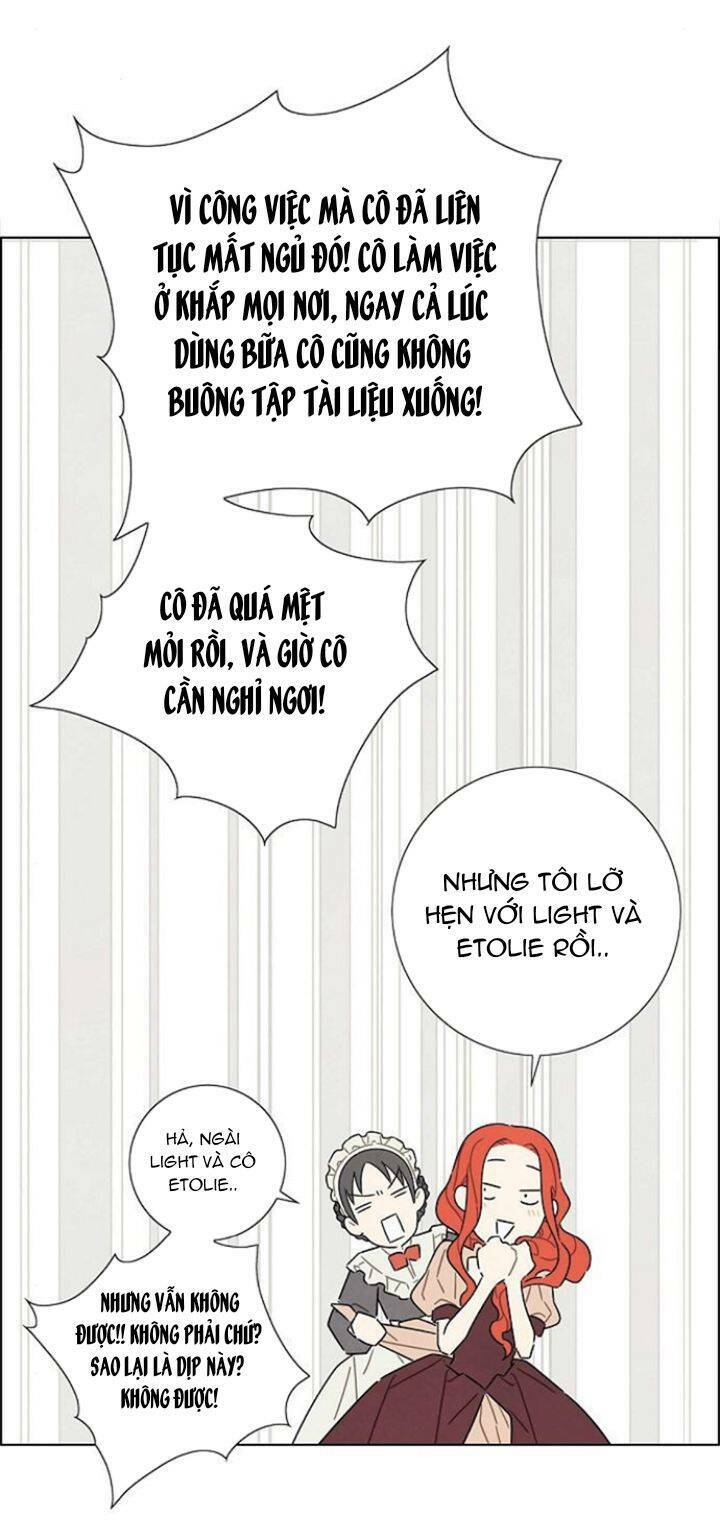 VÌ CÔNG VIỆC MÀ CÔ ĐÃ LIÊN
TỤC MẤT NGỦ ĐÓ! CÔ LÀM VIỆC
Ở KHẮP MỌI NƠI, NGAY CẢ LÚC
DÙNG BỮA CÔ CŨNG KHÔNG
BUÔNG TẬP TÀI LIỆU XUỐNG!
CÔ ĐÃ QUÁ MỆT
MỎI RỒI, VÀ GIỜ CÔ
CẦN NGHỈ NGƠI!
NHƯNG TÔI LỠ
HẸN VỚI LIGHT VÀ
ETOLIE RỒI..
HẢ, NGÀI
LIGHT VÀ CÔ
ETOLIE..
NHƯNG VẪN KHÔNG
ĐƯỢC!! KHÔNG PHẢI CHỨ?
SAO LẠI LÀ DỊP NÀY?
KHÔNG ĐƯỢC!